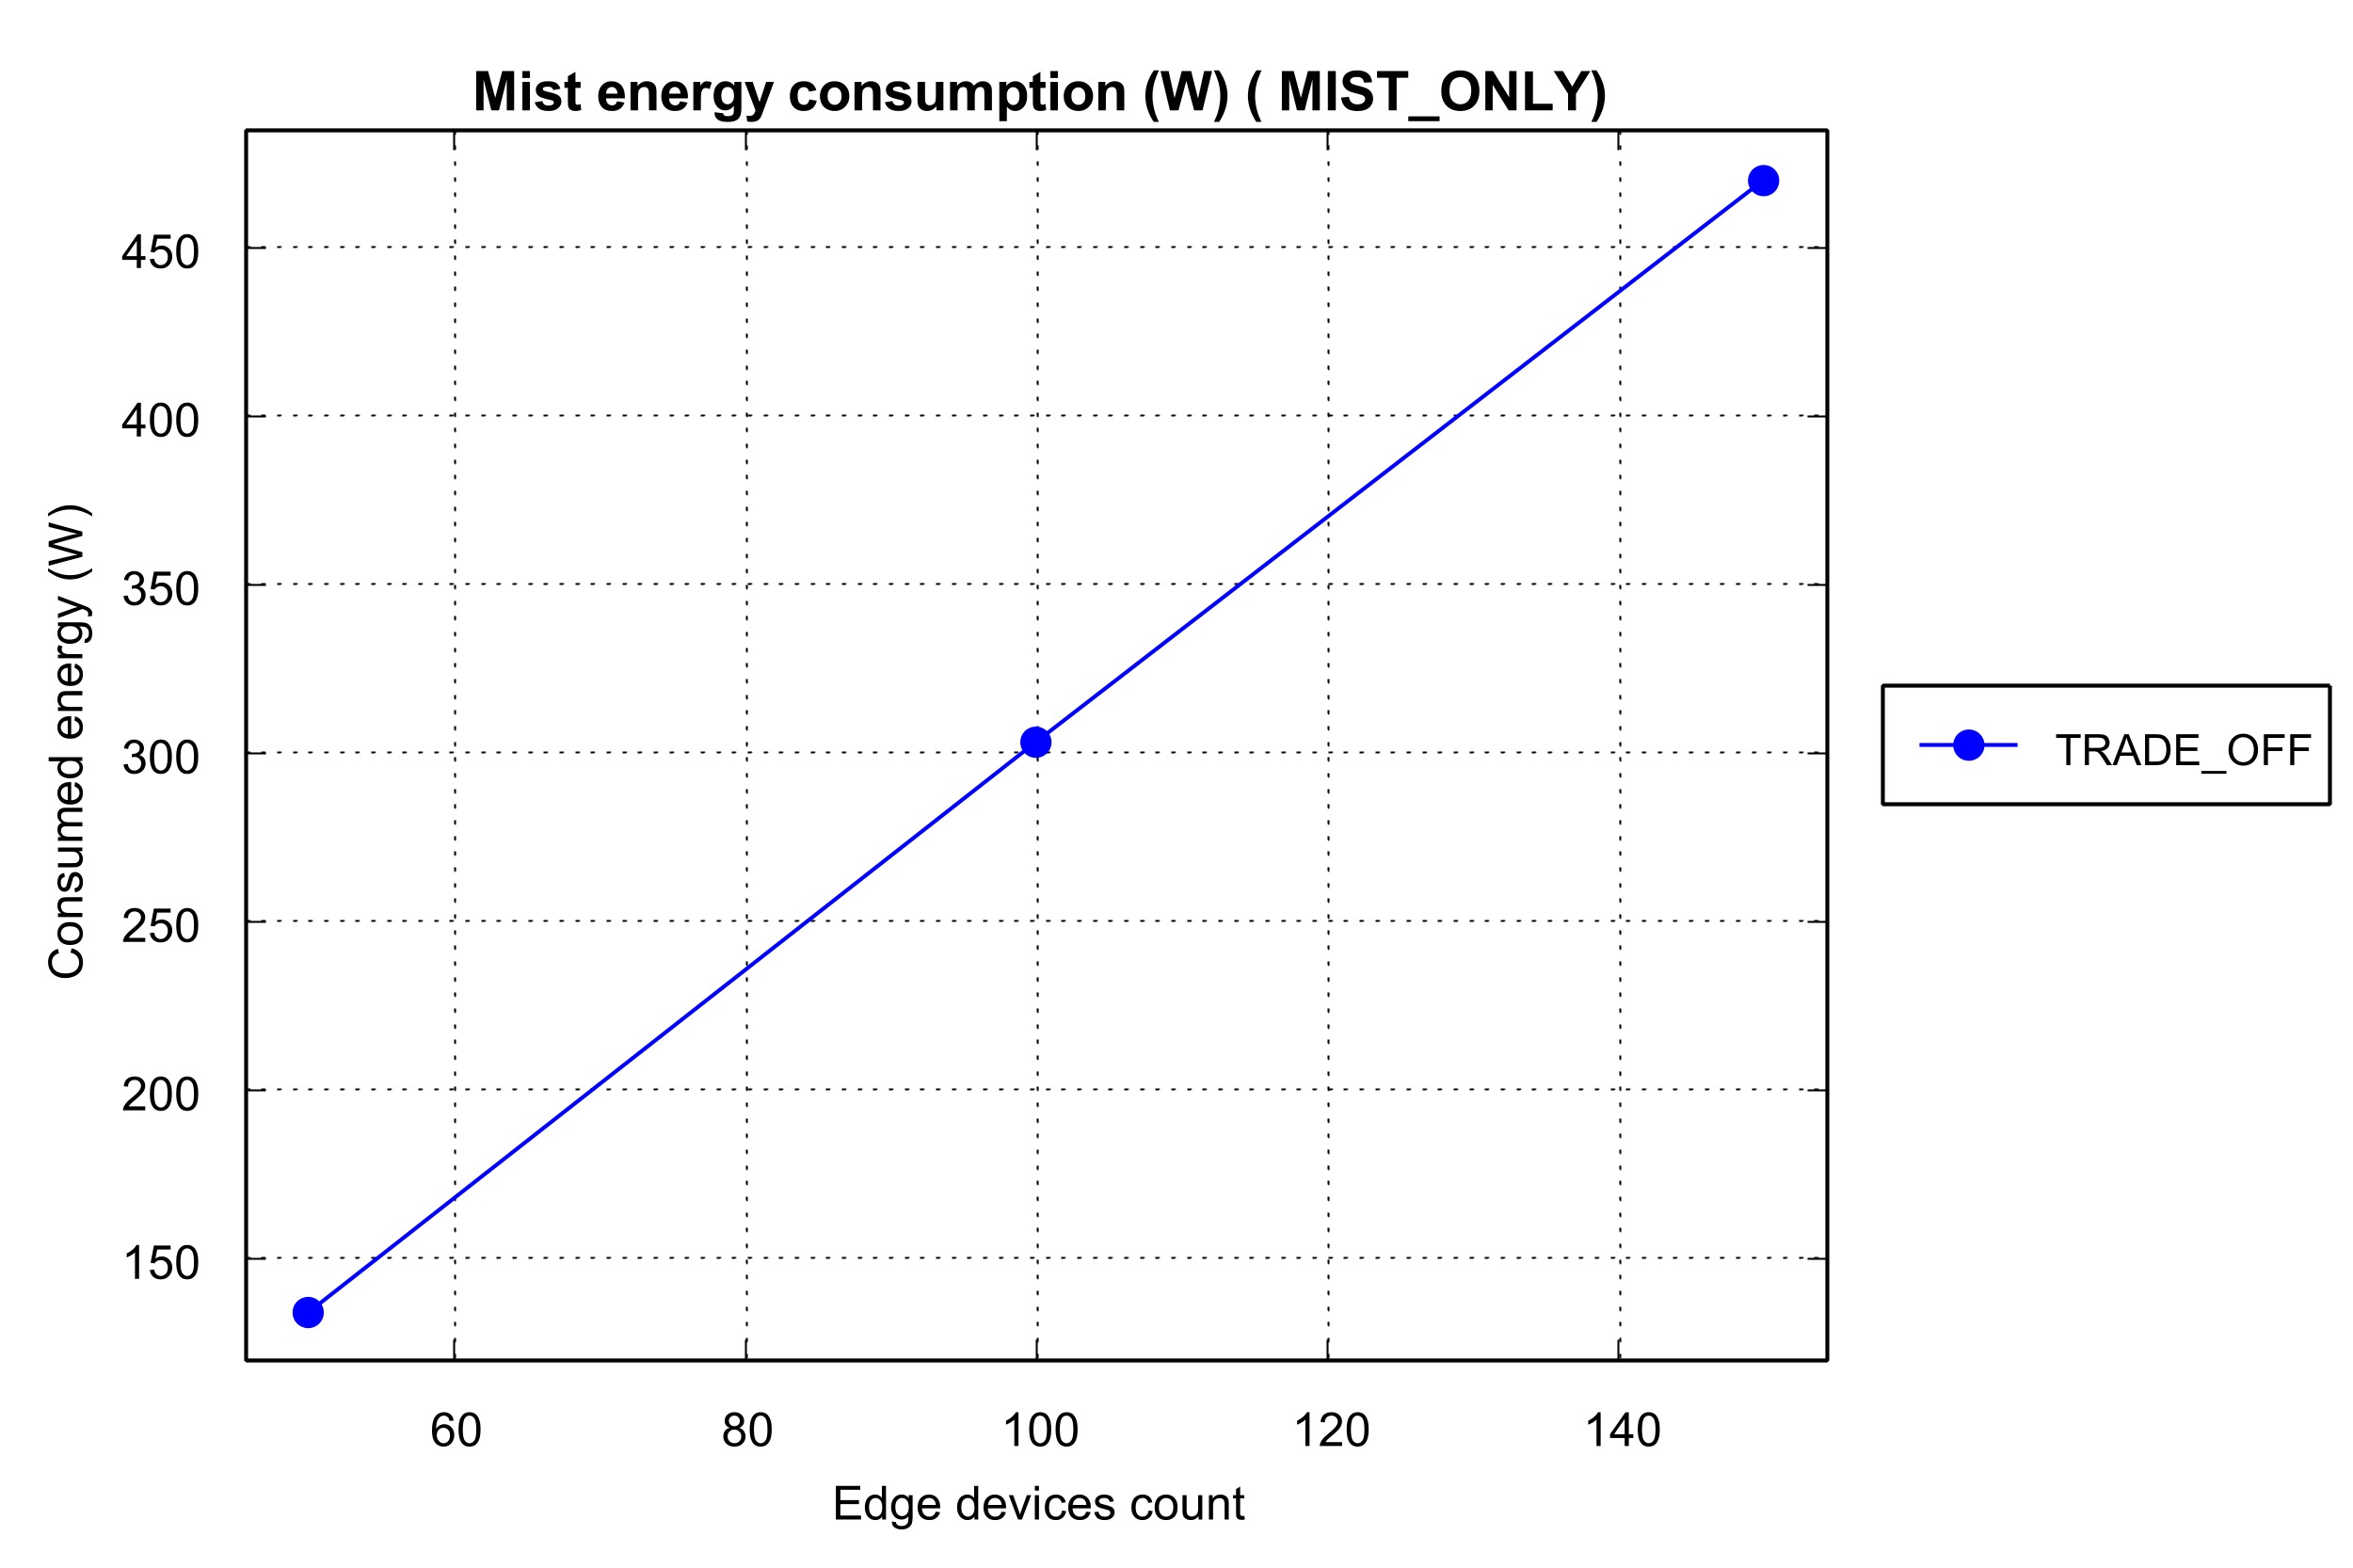 Mist energy consumption (W) ( MIST_ONLY)
450
400
350
300
250
200
150
Consumed energy (W)
60 80 100 120 140
Edge devices count
TRADE_OFF